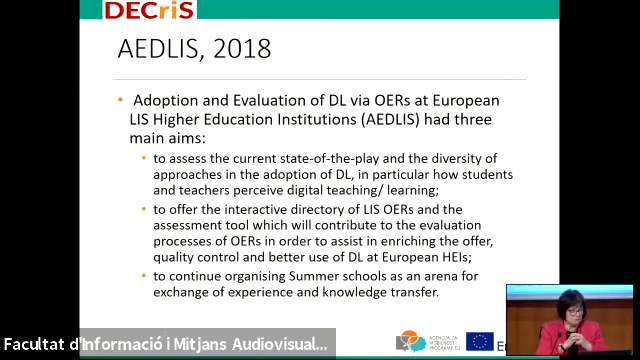 DECriS
AEDLIS, 2018
• Adoption and Evaluation of DL via OERs at European
LIS Higher Education Institutions (AEDLIS) had three
main aims:
• to assess the current state-of-the-play and the diversity of
approaches in the adoption of DL, in particular how students
and teachers perceive digital teaching/ learning;
• to offer the interactive directory of LIS OERs and the
assessment tool which will contribute to the evaluation
processes of OERs in order to assist in enriching the offer,
quality control and better use of DL at European HEIs;
• to continue organising Summer schools as an arena for
exchange of experience and knowledge transfer.
Facultat d'Informació i Mitjans Audiovisual...
AGENCIJA ZA
MOBILNOST I
PROGRAME EU